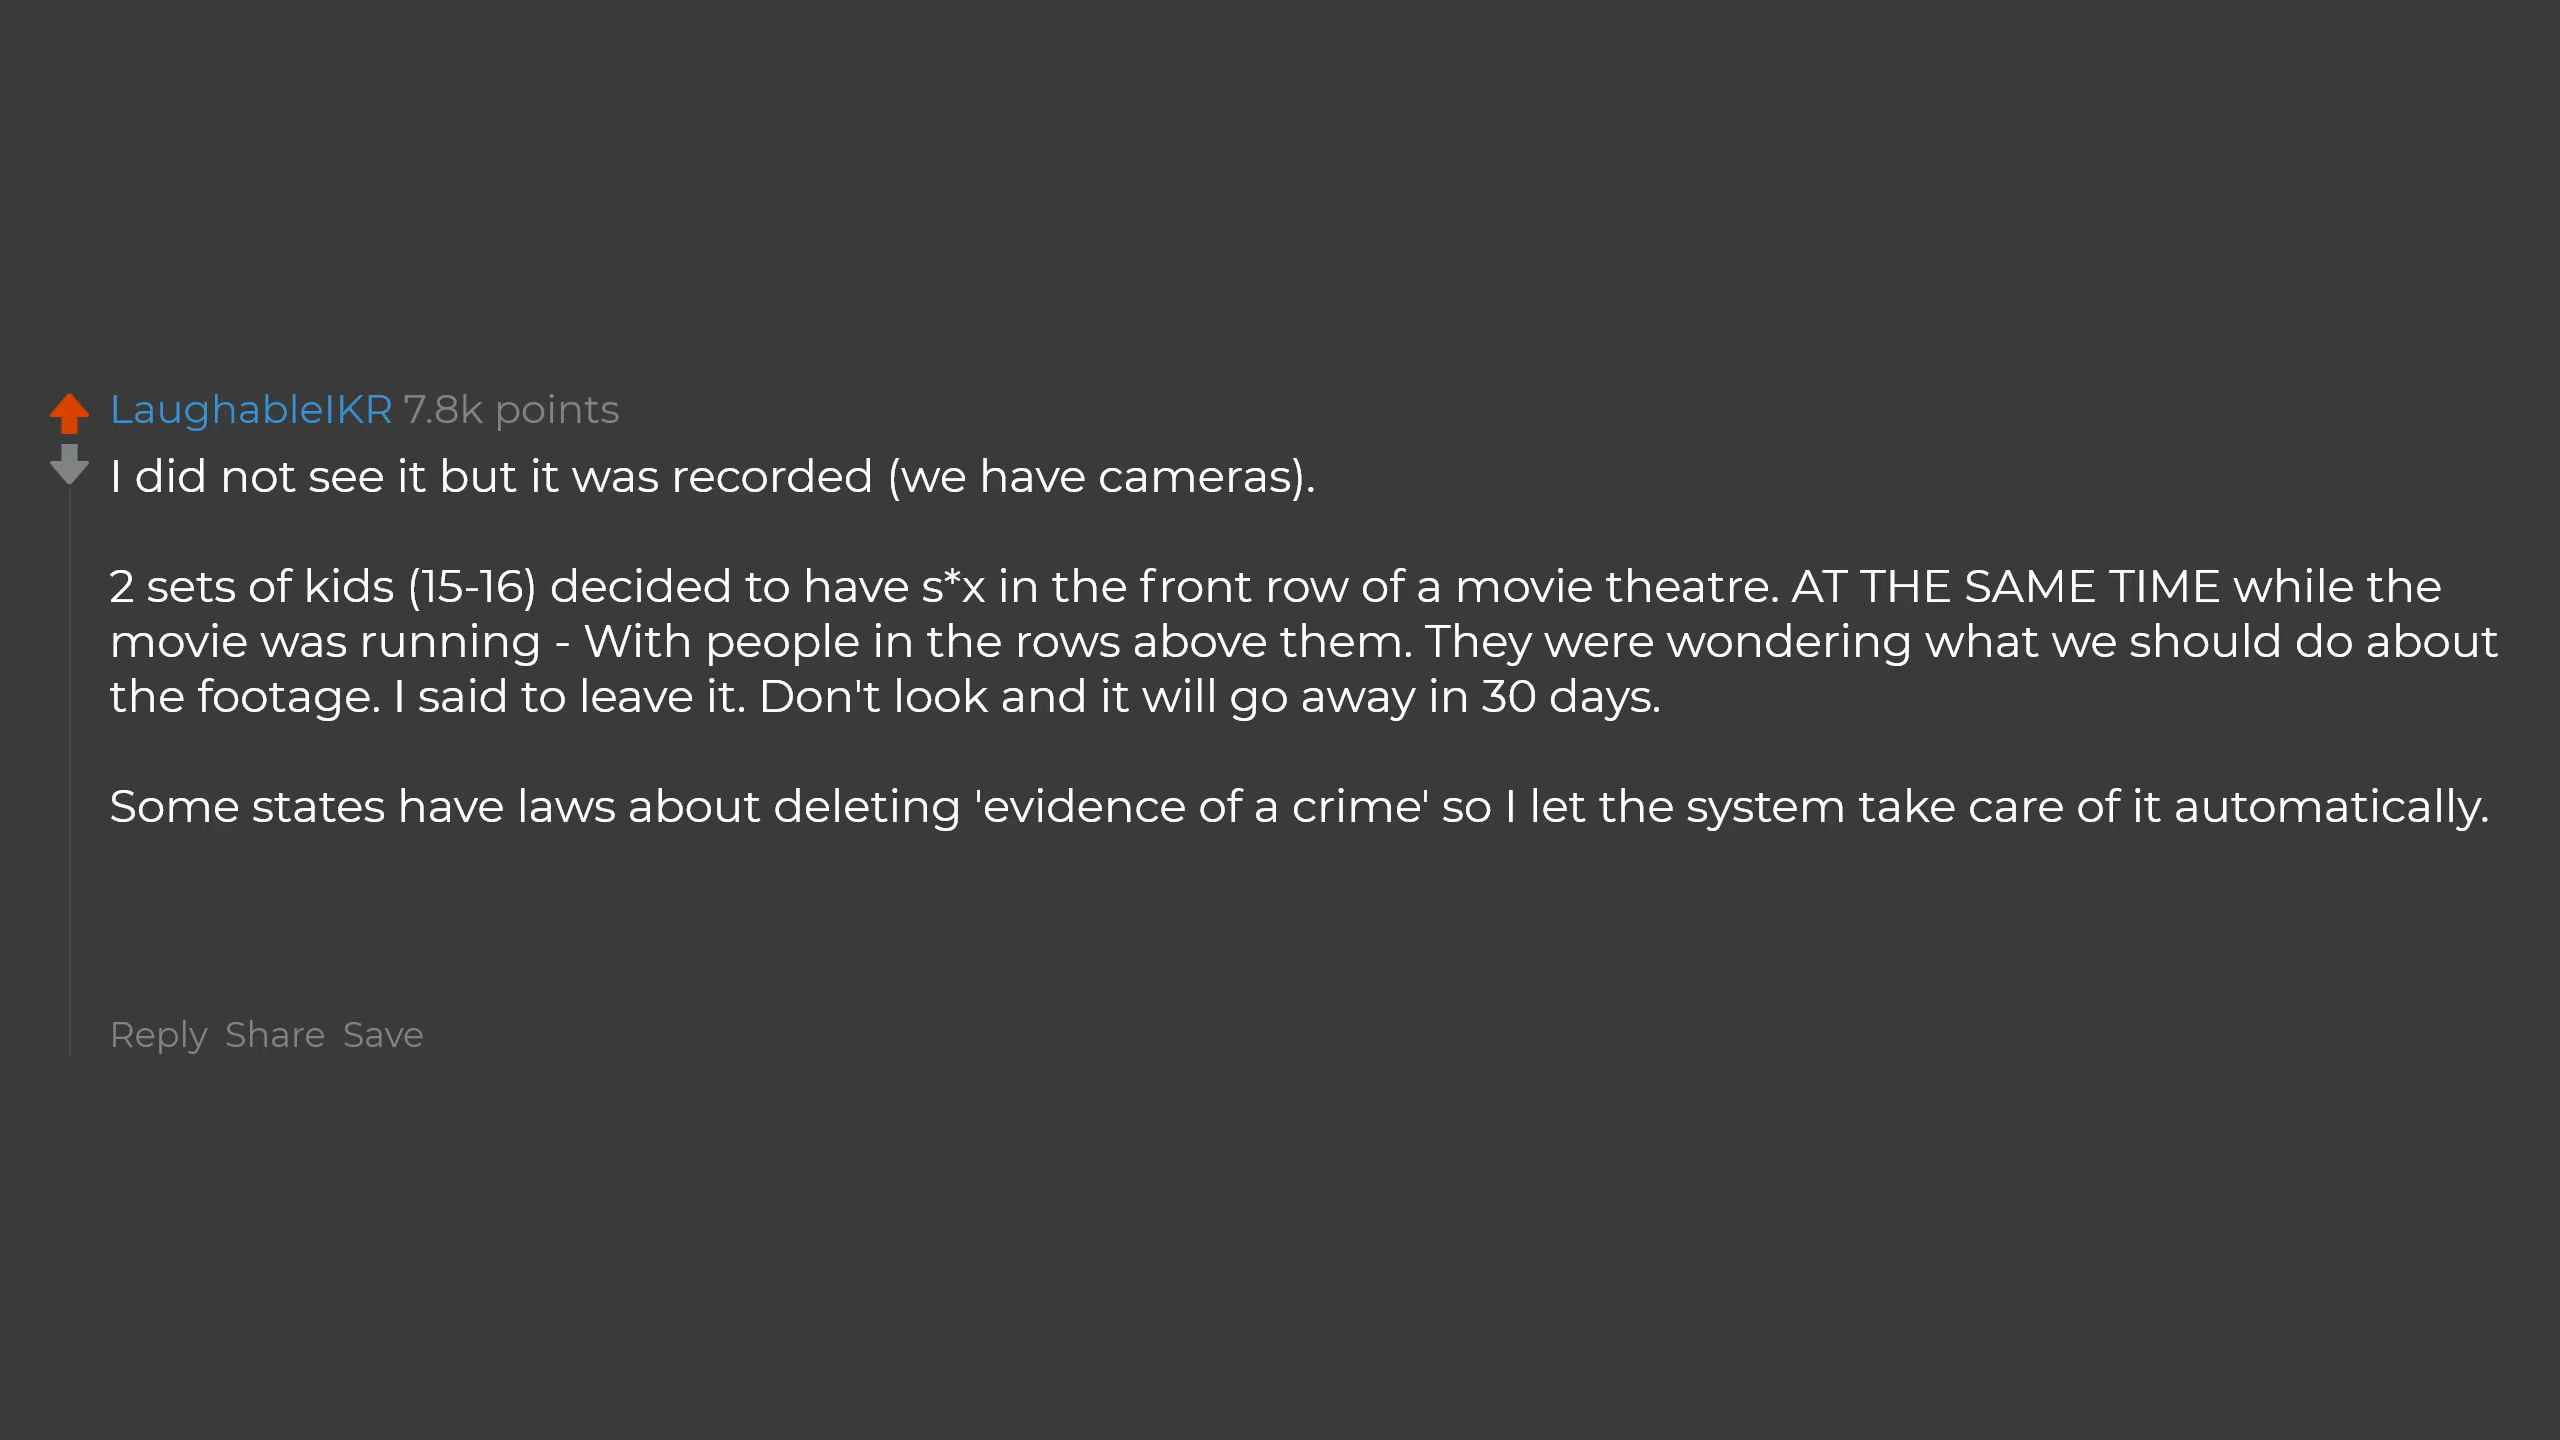 LaughableIKR 7.8k points
I did not see it but it was recorded (we have cameras).
2 sets of kids (15-16) decided to have s*x in the front row of a movie theatre. AT THE SAME TIME while the
movie was running - With people in the rows above them. They were wondering what we should do about
the footage. I said to leave it. Don't look and it will go away in 30 days.
Some states have laws about deleting 'evidence of a crime' so I let the system take care of it automatically.
Reply Share Save